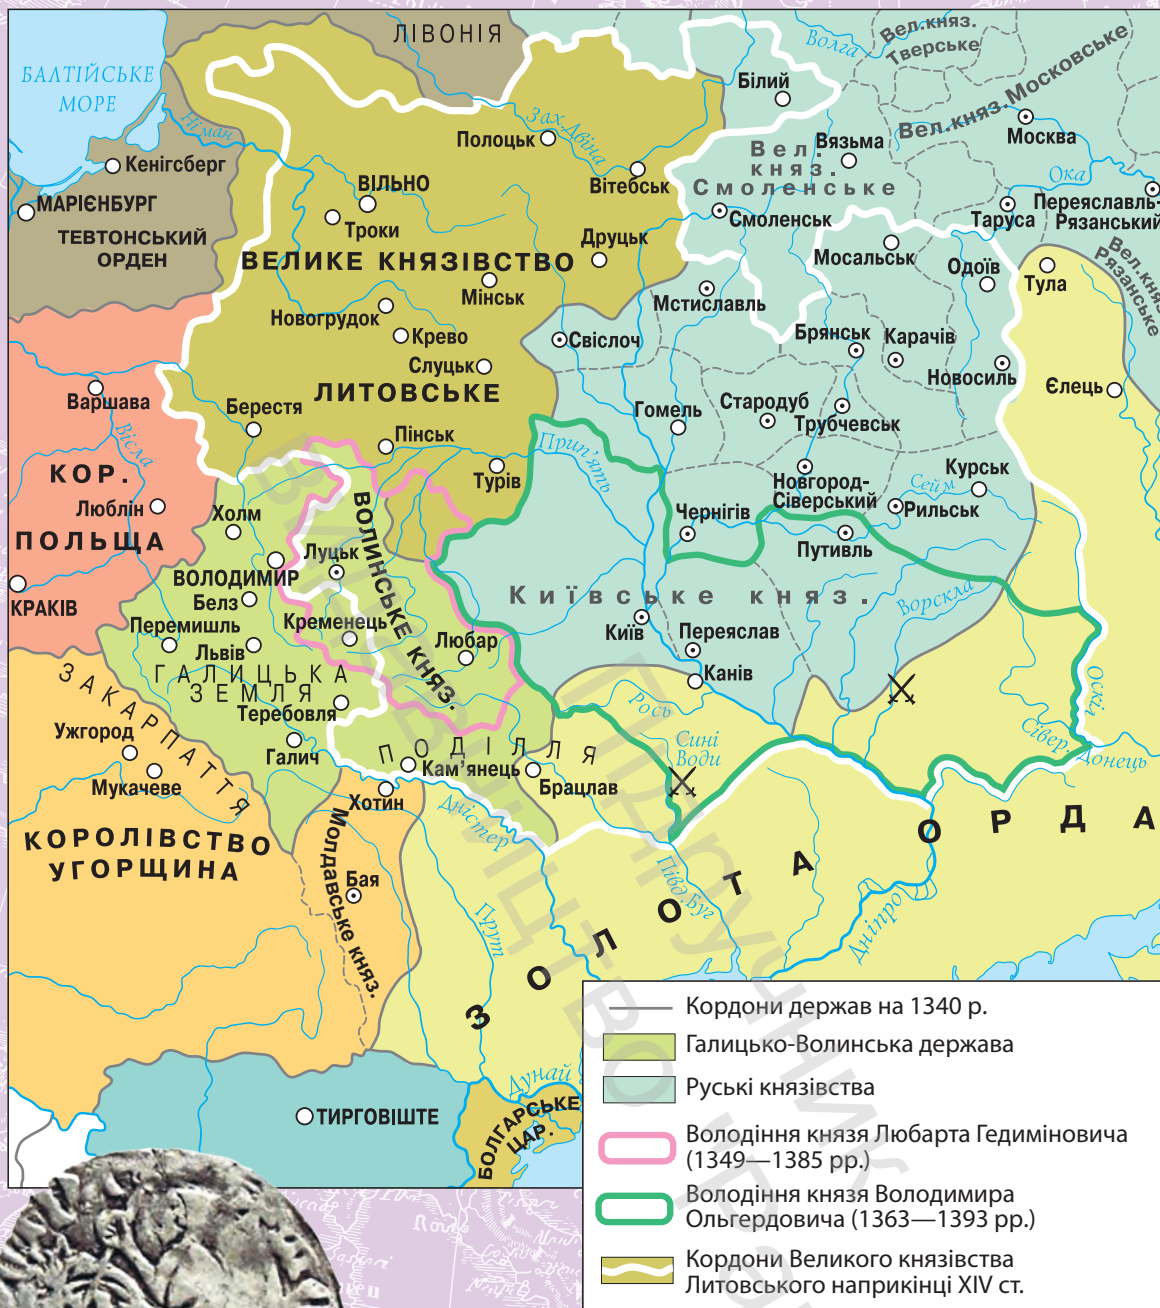 ЛІВОНІЯ
Вел.княз.
Тверське
Волга
БАЛТІЙСЬКЕ
МОРЕ
Білий
Вел.княз.Московське
Москва
Німан
Зах.Двіна
Полоцьк
Вязьма
Вел.
княз.
Смоленське
Ока
Кенігсберг
Вітебськ
ВІЛЬНО
Переяславль-
Рязанський
МАРІЄНБУРГ
Троки
Смоленськ
Таруса
ТЕВТОНСЬКИЙ
ОРДЕН
Друцьк
Мосальськ
Вел.княз.
Рязанське
ВЕЛИКЕ КНЯЗІВСТВО
Одоїв
Тула
Мінськ
Мстиславль
Новогрудок
Крево
Свіслоч
Брянськ
Карачів
Слуцьк
Новосиль
Єлець
ЛИТОВСЬКЕ
Варшава
Берестя
Гомель
Стародуб
Трубчевськ
Вісла
Пінськ
Прип'ять
КОР.
Турів
Курськ
Новгород-
Сіверський
Сейм
Люблін
Холм
Рильськ
ПОЛЬЩА
Чернігів
Путивль
Луцьк
ВОЛИНСЬКЕ КНЯЗ.
ВОЛОДИМИР
КРАКІВ
Белз
Київське княз.
Ворскла
Перемишль
Кременець
Київ
Переяслав
Львів
Любар
Канів
ГАЛИЦЬКА
ЗЕМЛЯ
ЗАКАРПАТТЯ
Теребовля
Рось
Оскіл
Ужгород
Галич
ПОДІЛЛЯ
Сині
Води
Сівер. Донець
Мукачеве
Кам'янець
Брацлав
Хотин
Дністер
КОРОЛІВСТВО
УГОРЩИНА
Молдавське княз.
ЗОЛОТА ОРДА
Бая
Півд.Буг
Прут
Дніпро
Дунай
ТИРГОВІШТЕ
БОЛГАРСЬКЕ
ЦАР.
Кордони держав на 1340 р.
Галицько-Волинська держава
Руські князівства
Володіння князя Любарта Гедиміновича
(1349—1385 рр.)
Володіння князя Володимира
Ольгердовича (1363—1393 рр.)
Кордони Великого князівства
Литовського наприкінці XIV ст.
Підручник